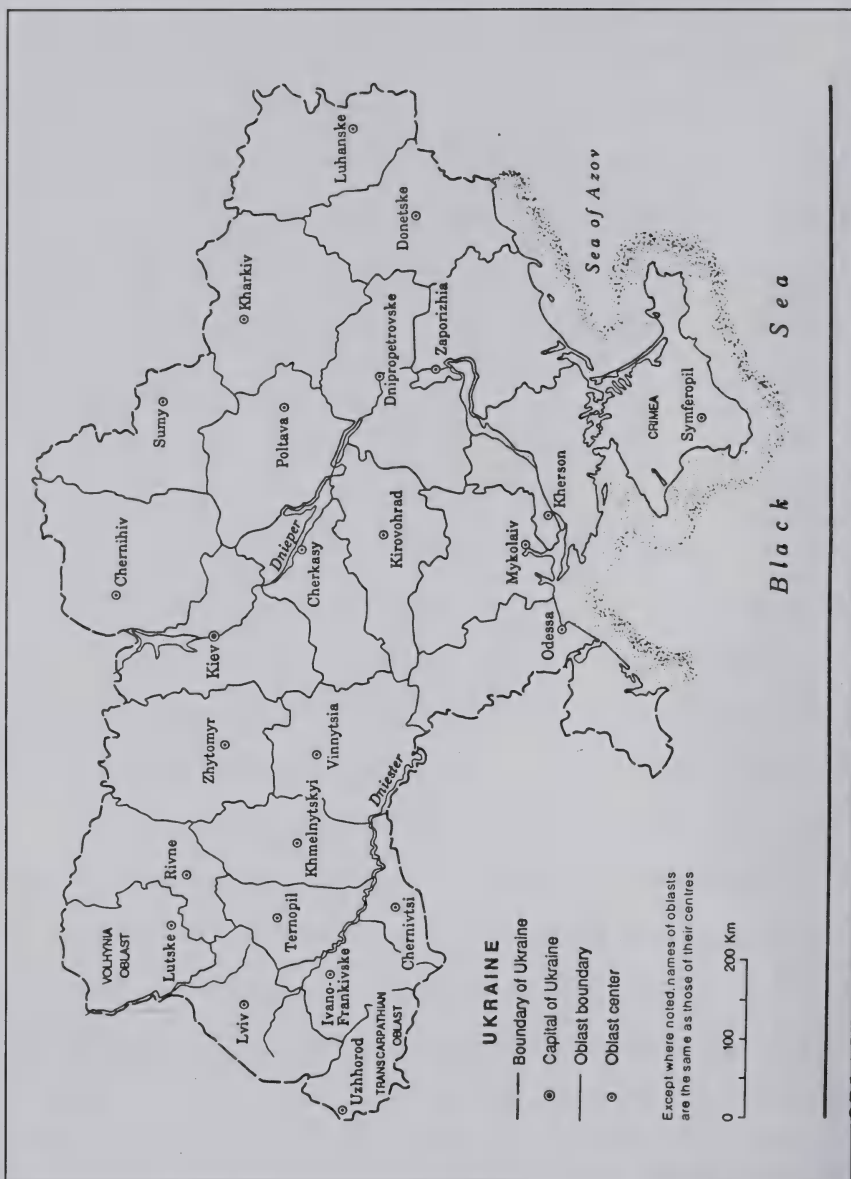 Chernihiv
Sumy
VOLHYNIA
OBLAST
Rivne
Lutske
Zhytomyr
Kiev
Kharkiv
Poltava
Luhanske
Lviv
Ternopil
Khmelnytskyi
Vinnytsia
Dnieper
Cherkasy
Kirovohrad
Dnipropetrovske
Donetske
Zaporizhia
Uzhhorod
Ivano-
Frankivske
TRANSCARPATHIAN
OBLAST
Chernivtsi
Dniester
Mykolaiv
Kherson
Odessa
Sea of Azov
CRIMEA
Symferopil
Black Sea
UKRAINE
Boundary of Ukraine
Capital of Ukraine
Oblast boundary
Oblast center
Except where noted, names of oblasts
are the same as those of their centres
0 100 200 Km